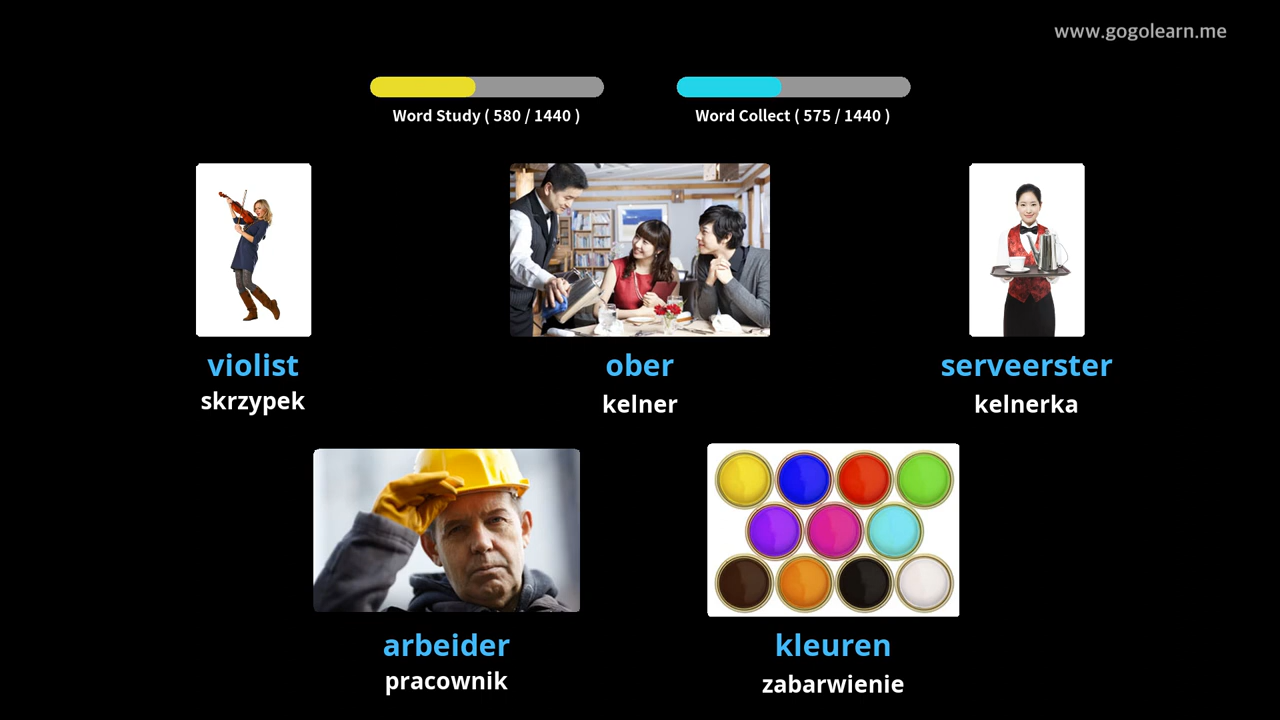 www.gogolearn.me
Word Study ( 580 / 1440 )
Word Collect ( 575 / 1440 )
violist
skrzypek
ober
kelner
serveerster
kelnerka
arbeider
pracownik
kleuren
zabarwienie